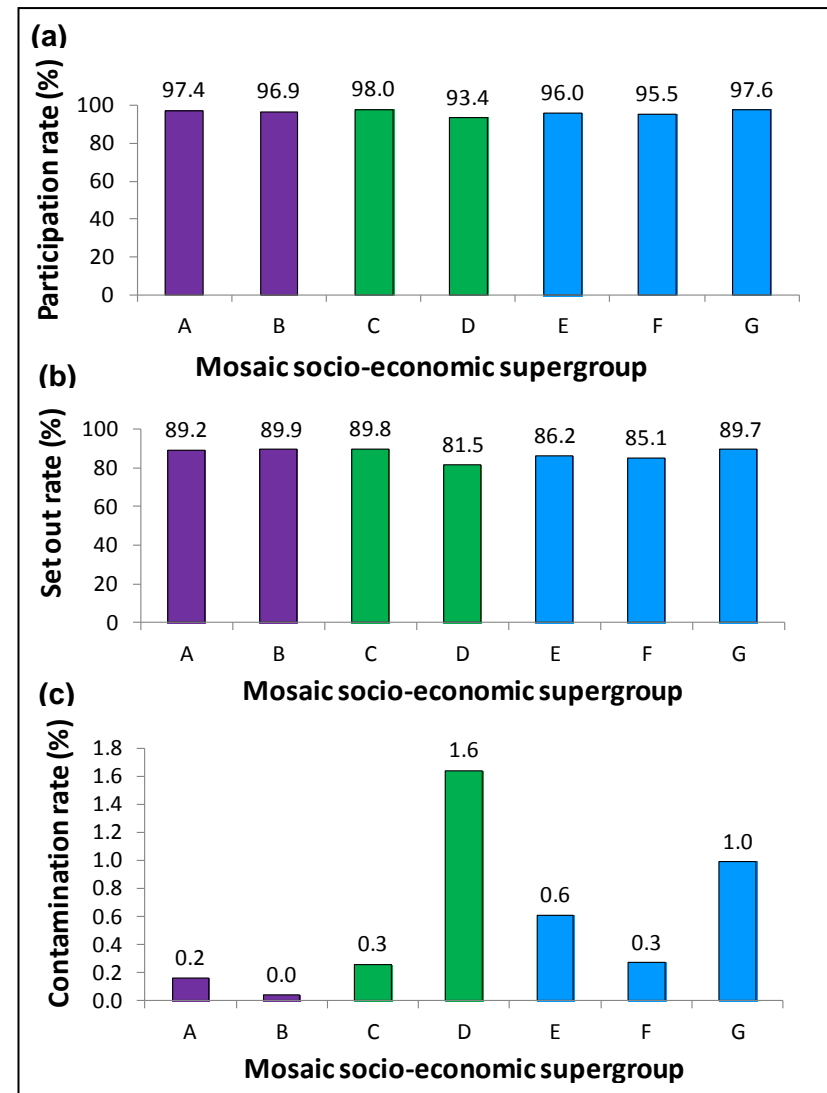 (a)
Participation rate (%)
100
80
60
40
20
0
97.4 96.9 98.0 93.4 96.0 95.5 97.6
A B C D E F G
Mosaic socio-economic supergroup
(b)
Set out rate (%)
100
80
60
40
20
0
89.2 89.9 89.8 81.5 86.2 85.1 89.7
A B C D E F G
Mosaic socio-economic supergroup
(c)
Contamination rate (%)
1.8
1.6
1.4
1.2
1.0
0.8
0.6
0.4
0.2
0.0
0.2 0.0 0.3 1.6 0.6 0.3 1.0
A B C D E F G
Mosaic socio-economic supergroup